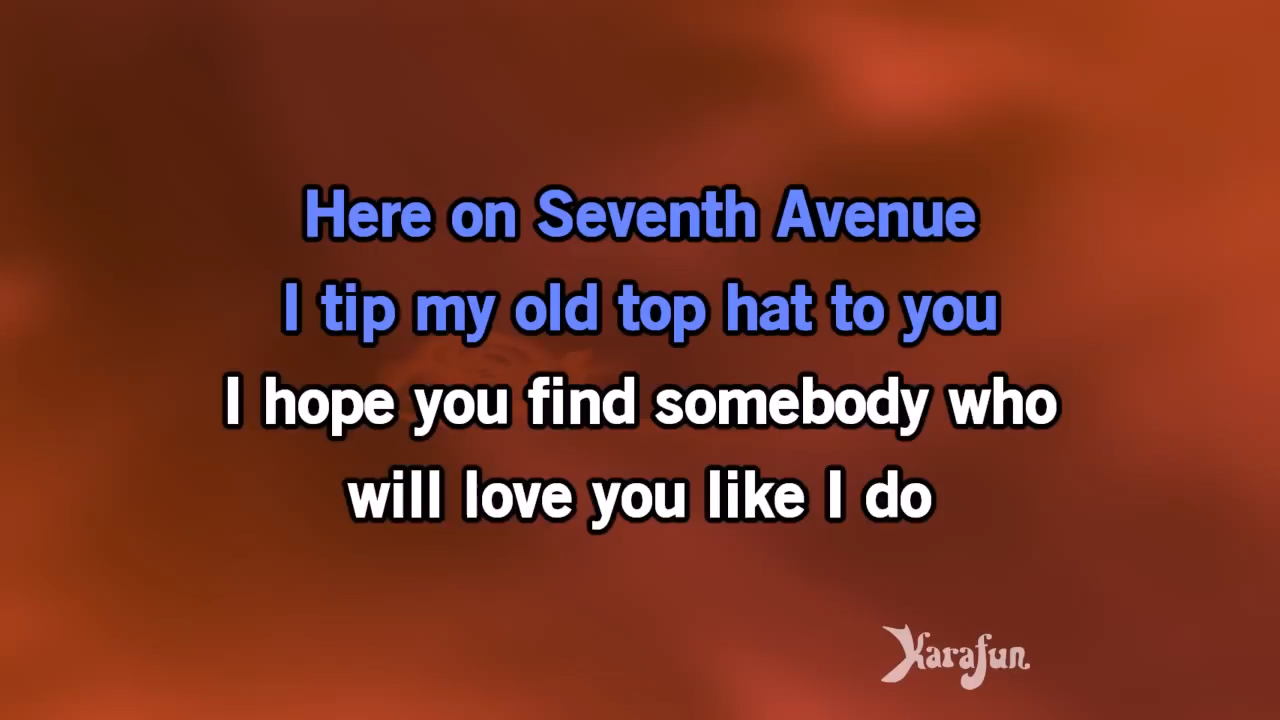 Here on Seventh Avenue
I tip my old top hat to you
I hope you find somebody who
will love you like I do
Karafun